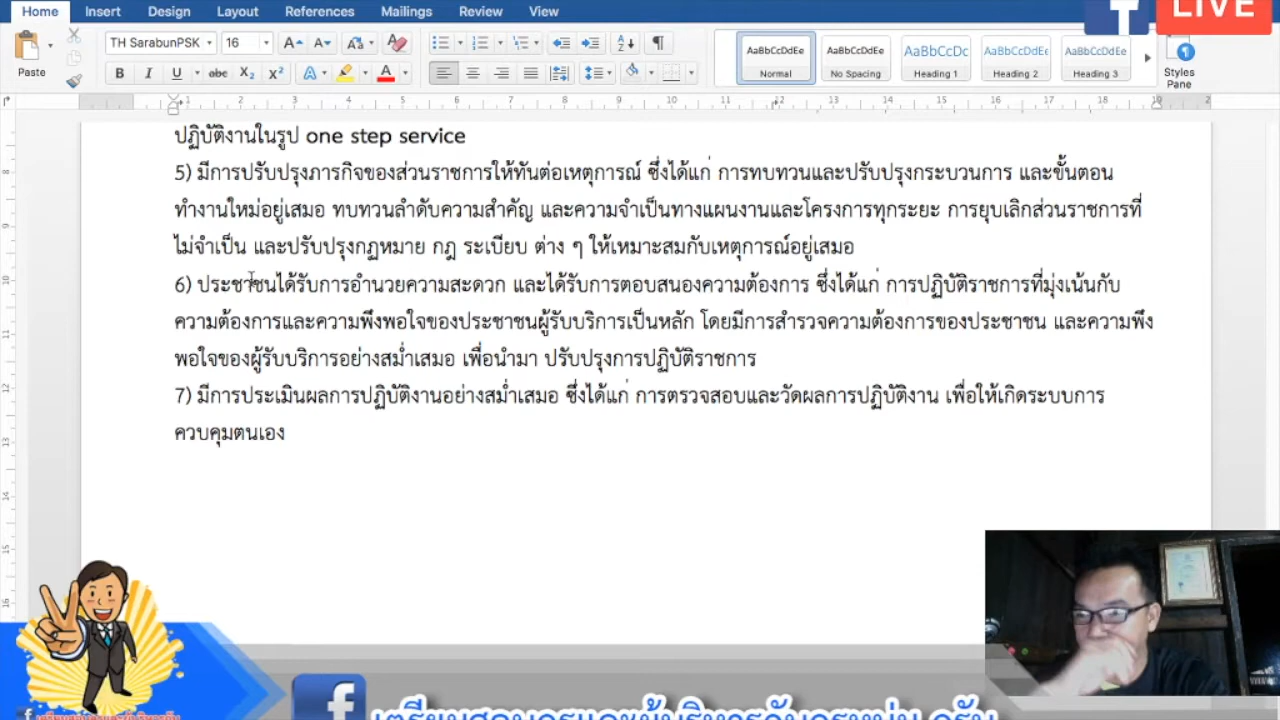 Home Insert Design Layout References Mailings Review View
LIVE
Paste
TH SarabunPSK 16
AaBbCcDdEe AaBbCcDdEe AaBbCcDc AaBbCcDdEe AaBbCcDdEe
Normal No Spacing Heading 1 Heading 2 Heading 3
Styles
Pane
1 2 3 4 5 6 7 8 9 10 11 12 13 14 15 16 17 18 19
ปฏิบัติงานในรูป one step service
5) มีการปรับปรุงภารกิจของส่วนราชการให้ทันต่อเหตุการณ์ ซึ่งได้แก่ การทบทวนและปรับปรุงกระบวนการ และขั้นตอน
ทำงานใหม่อยู่เสมอ ทบทวนลำดับความสำคัญ และความจำเป็นทางแผนงานและโครงการทุกระยะ การยุบเลิกส่วนราชการที่
ไม่จำเป็น และปรับปรุงกฏหมาย กฎ ระเบียบ ต่าง ๆ ให้เหมาะสมกับเหตุการณ์อยู่เสมอ
6) ประชาชนได้รับการอำนวยความสะดวก และได้รับการตอบสนองความต้องการ ซึ่งได้แก่ การปฏิบัติราชการที่มุ่งเน้นกับ
ความต้องการและความพึงพอใจของประชาชนผู้รับบริการเป็นหลัก โดยมีการสำรวจความต้องการของประชาชน และความพึง
พอใจของผู้รับบริการอย่างสม่ำเสมอ เพื่อนำมา ปรับปรุงการปฏิบัติราชการ
7) มีการประเมินผลการปฏิบัติงานอย่างสม่ำเสมอ ซึ่งได้แก่ การตรวจสอบและวัดผลการปฏิบัติงาน เพื่อให้เกิดระบบการ
ควบคุมตนเอง